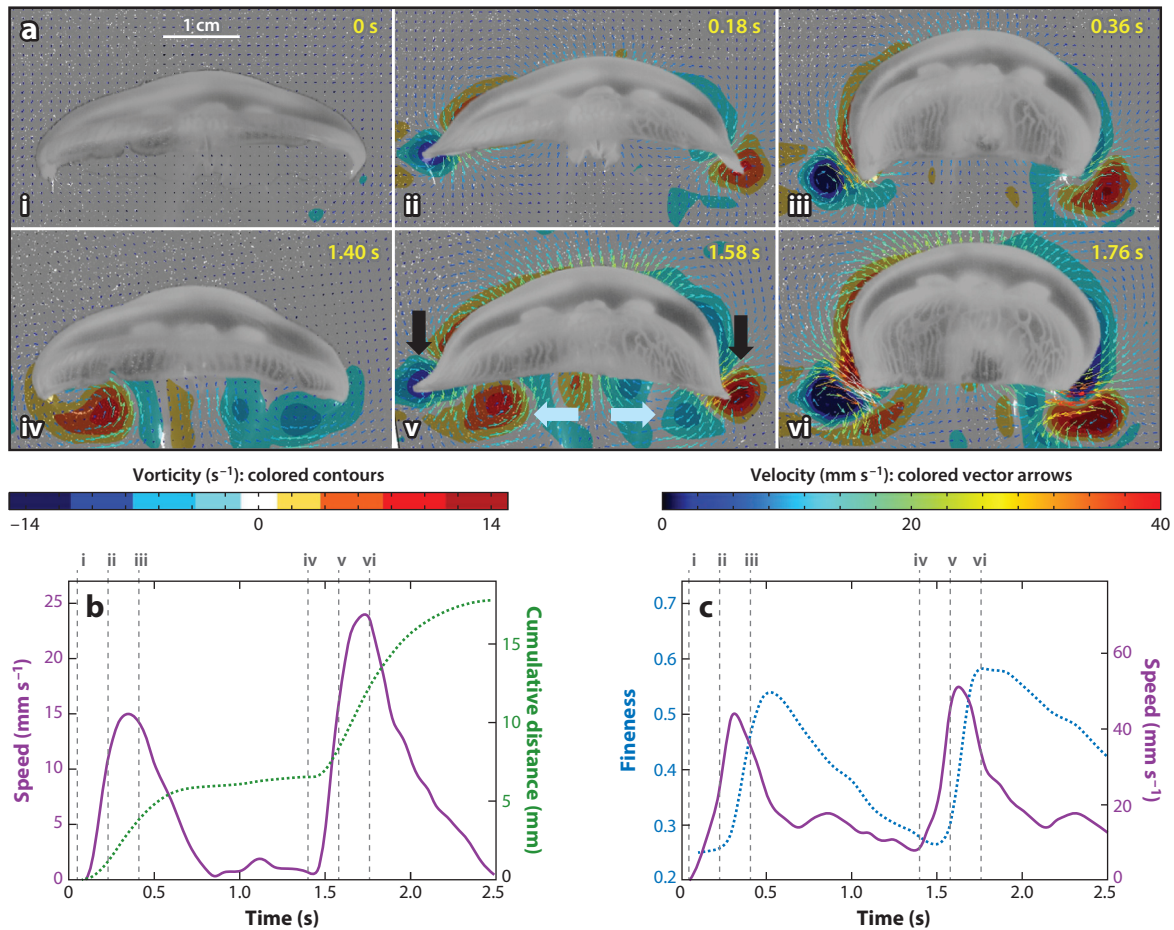 a
1 cm
0 s
0.18 s
0.36 s
i
ii
iii
1.40 s
1.58 s
1.76 s
iv
v
vi
Vorticity (s⁻¹): colored contours
−14
0
14
Velocity (mm s⁻¹): colored vector arrows
0
20
40
i ii iii iv v vi
b
Speed (mm s⁻¹)
25
20
15
10
5
0
Cumulative distance (mm)
15
10
5
0
0 0.5 1.0 1.5 2.0 2.5
Time (s)
i ii iii iv v vi
c
Fineness
0.7
0.6
0.5
0.4
0.3
0.2
Speed (mm s⁻¹)
60
40
20
0
0 0.5 1.0 1.5 2.0 2.5
Time (s)